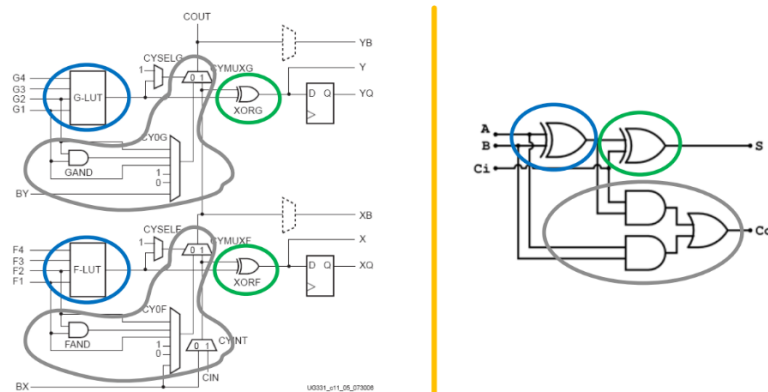 COUT
YB
CYSELG
CYMUXG
1
0 1
G4
G3
G2
G1
G-LUT
Y
D Q
YQ
XORG
CY0G
GAND
1
0
BY
XB
CYSELF
CYMUXF
1
0 1
F4
F3
F2
F1
F-LUT
X
D Q
XQ
XORF
CY0F
FAND
CYINT
1
0
0 1
BX
CIN
UG331_c11_05_073008
A
B
Ci
S
Co